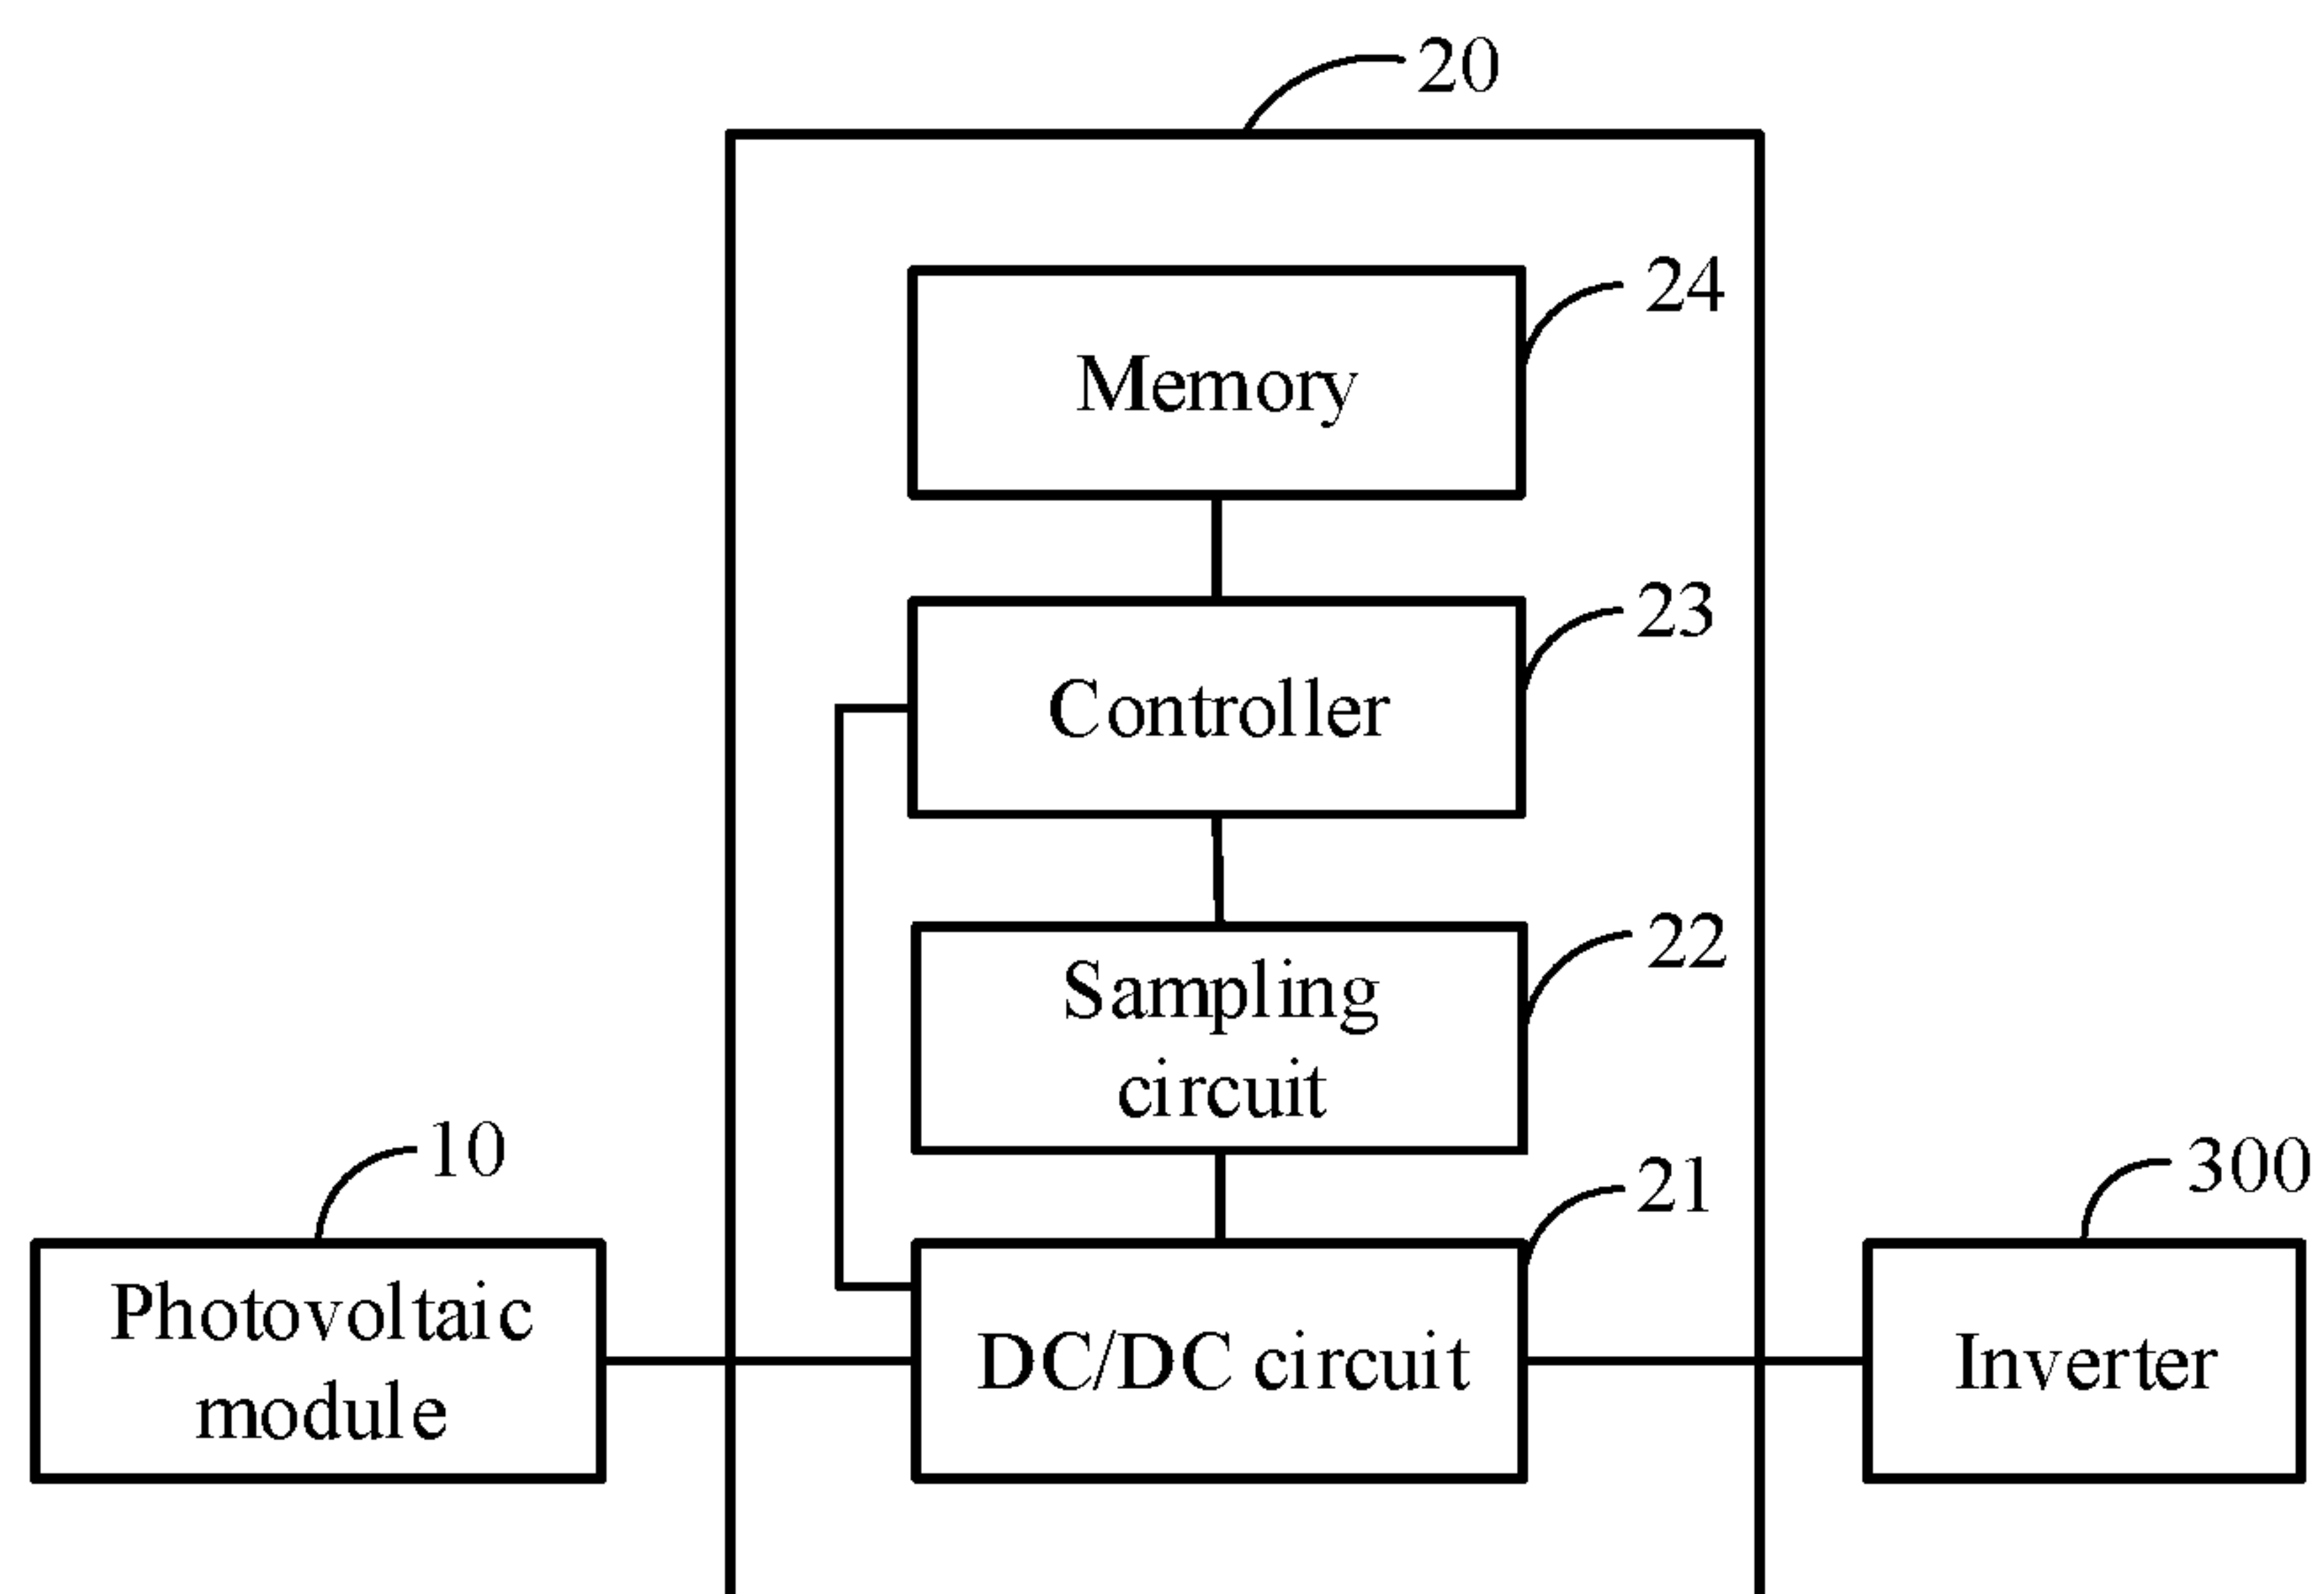 20
24
Memory
23
Controller
22
Sampling
circuit
10
21
300
Photovoltaic
module
DC/DC circuit
Inverter